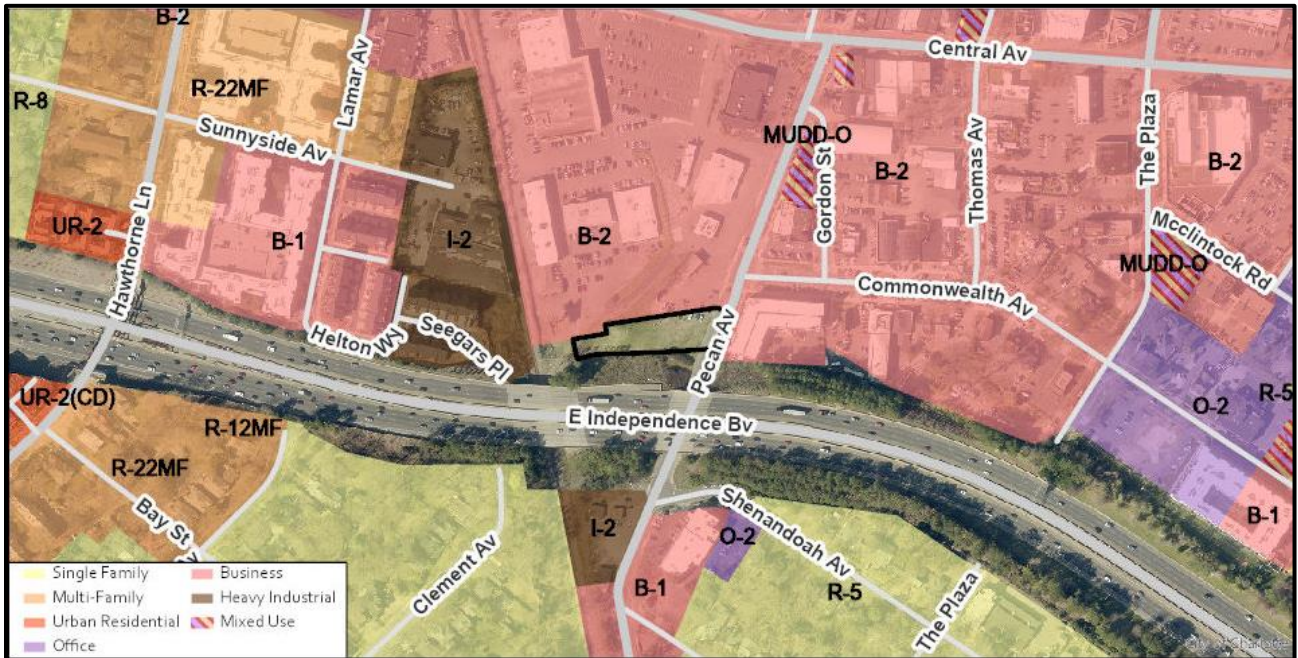 B-2
Central Av
R-8
R-22MF
Lamar Av
Sunnyside Av
MUDD-O
Gordon St
B-2
Thomas Av
The Plaza
B-2
Mcclintock Rd
UR-2
Hawthorne Ln
B-1
I-2
B-2
MUDD-O
Commonwealth Av
Helton Wy
Seegars Pl
Pecan Av
UR-2(CD)
R-12MF
E Independence Bv
O-2
R-5
R-22MF
Bay St
Clement Av
I-2
O-2
Shenandoah Av
B-1
B-1
R-5
The Plaza
Single Family
Multi-Family
Urban Residential
Office
Business
Heavy Industrial
Mixed Use
City of Charlotte